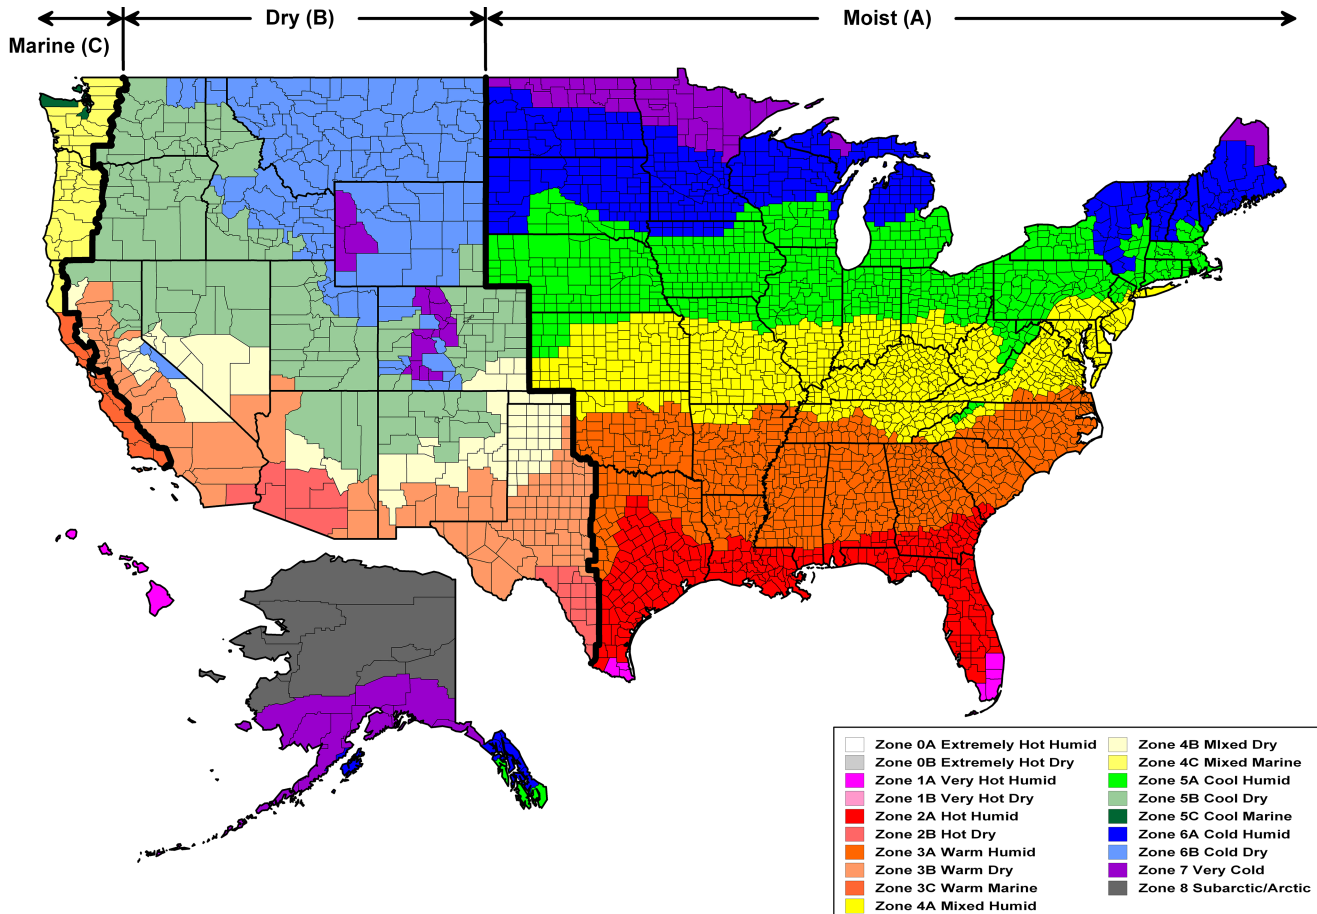 Dry (B)
Moist (A)
Marine (C)
Zone 0A Extremely Hot Humid
Zone 0B Extremely Hot Dry
Zone 1A Very Hot Humid
Zone 1B Very Hot Dry
Zone 2A Hot Humid
Zone 2B Hot Dry
Zone 3A Warm Humid
Zone 3B Warm Dry
Zone 3C Warm Marine
Zone 4A Mixed Humid
Zone 4B MIxed Dry
Zone 4C Mixed Marine
Zone 5A Cool Humid
Zone 5B Cool Dry
Zone 5C Cool Marine
Zone 6A Cold Humid
Zone 6B Cold Dry
Zone 7 Very Cold
Zone 8 Subarctic/Arctic